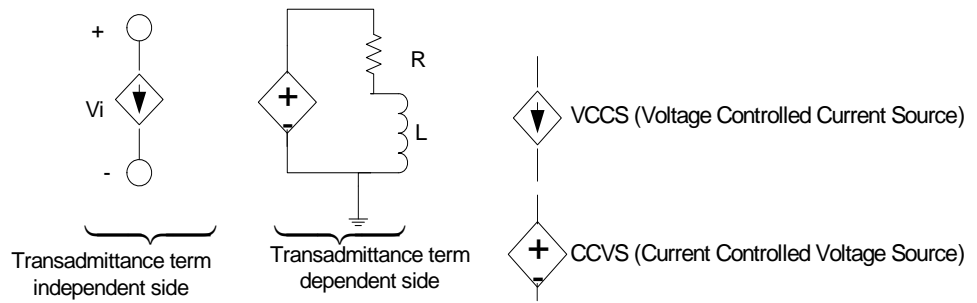 +
Vi
-
+
-
R
L
Transadmittance term
independent side
Transadmittance term
dependent side
VCCS (Voltage Controlled Current Source)
+
-
CCVS (Current Controlled Voltage Source)